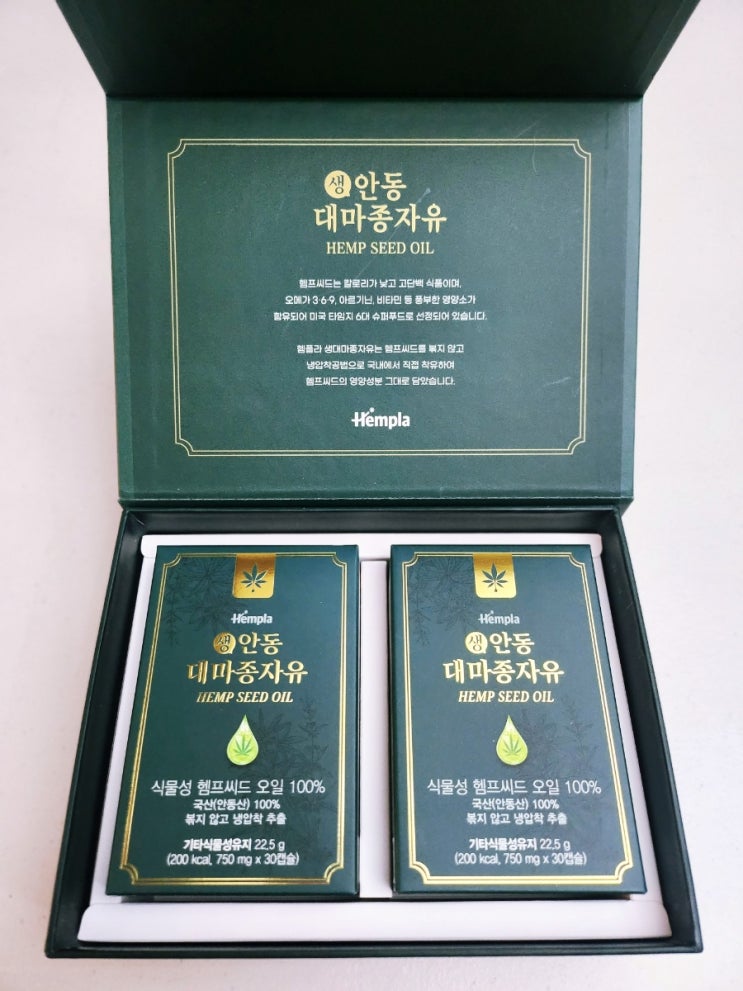 생 안동
대마종자유
HEMP SEED OIL
헴프씨드는 칼로리가 낮고 고단백 식품이며,
오메가 3·6·9, 아르기닌, 비타민 등 풍부한 영양소가
함유되어 미국 타임지 6대 슈퍼푸드로 선정되어 있습니다.
헴플라 생대마종자유는 헴프씨드를 볶지 않고
냉압착공법으로 국내에서 직접 착유하여
헴프씨드의 영양성분 그대로 담았습니다.
Hempla
Hempla
생 안동
대마종자유
HEMP SEED OIL
식물성 헴프씨드 오일 100%
국산(안동산) 100%
볶지 않고 냉압착 추출
기타식물성유지 22.5 g
(200 kcal, 750 mg x 30캡슐)
Hempla
생 안동
대마종자유
HEMP SEED OIL
식물성 헴프씨드 오일 100%
국산(안동산) 100%
볶지 않고 냉압착 추출
기타식물성유지 22.5 g
(200 kcal, 750 mg x 30캡슐)